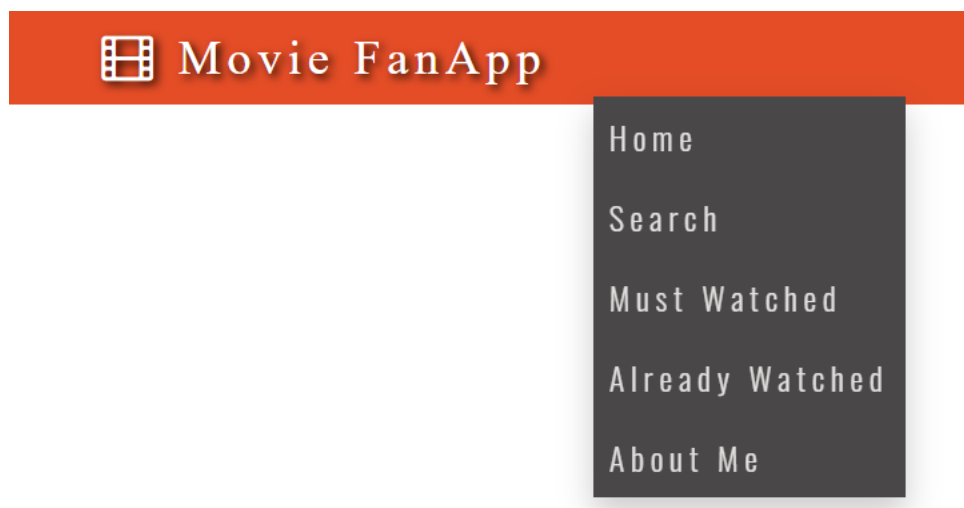 Movie FanApp
Home
Search
Must Watched
Already Watched
About Me